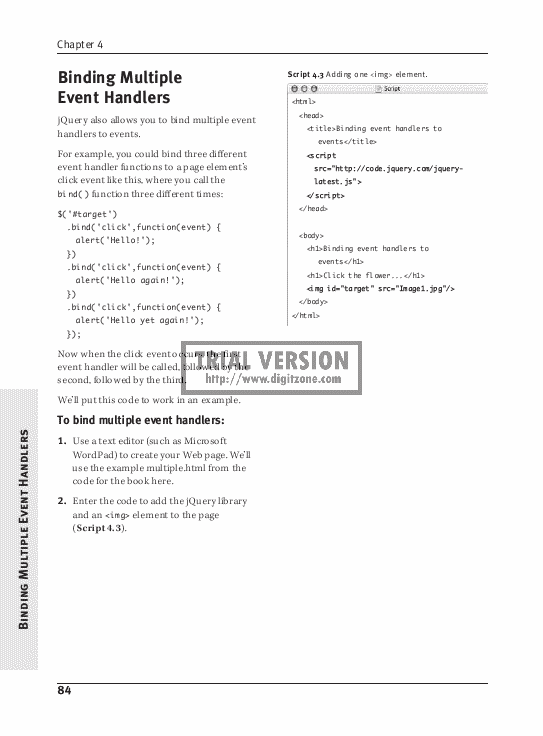 Chapter 4
Binding Multiple
Event Handlers
jQuery also allows you to bind multiple event
handlers to events.
For example, you could bind three different
event handler functions to a page element's
click event like this, where you call the
bind() function three different times:
$('#target')
.bind('click',function(event) {
alert('Hello!');
})
.bind('click',function(event) {
alert('Hello again!');
})
.bind('click',function(event) {
alert('Hello yet again!');
});
Now when the click event occurs, the first
event handler will be called, followed by the
second, followed by the third.
We'll put this code to work in an example.
To bind multiple event handlers:
1. Use a text editor (such as Microsoft
WordPad) to create your Web page. We'll
use the example multiple.html from the
code for the book here.
2. Enter the code to add the jQuery library
and an <img> element to the page
(Script 4.3).
Script 4.3 Adding one <img> element.
Script
<html>
<head>
<title>Binding event handlers to
events</title>
<script
src="http://code.jquery.com/jquery-
latest.js">
</script>
</head>
<body>
<h1>Binding event handlers to
events</h1>
<h1>Click the flower...</h1>
<img id="target" src="Image1.jpg"/>
</body>
</html>
TRIAL VERSION
http://www.digitzone.com
Binding Multiple Event Handlers
84